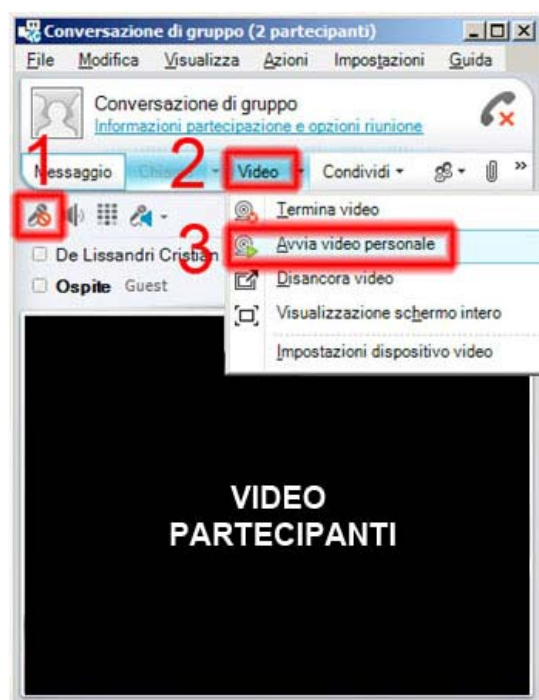 Conversazione di gruppo (2 partecipanti)
File Modifica Visualizza Azioni Impostazioni Guida
Conversazione di gruppo
Informazioni partecipazione e opzioni riunione
1 2
Messaggio Video Condividi »
3
Termina video
Avvia video personale
De Lissandri Cristian
Disancora video
Ospite Guest
Visualizzazione schermo intero
Impostazioni dispositivo video
VIDEO
PARTECIPANTI